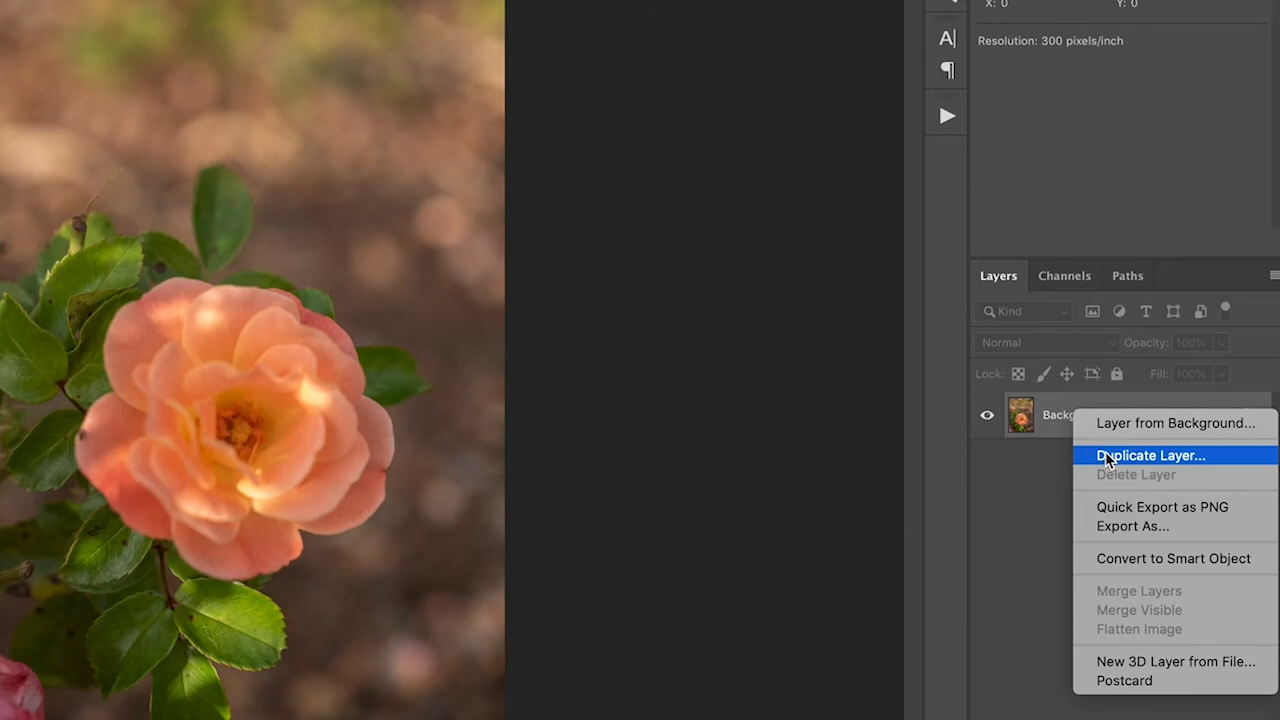 X: 0 Y: 0
Resolution: 300 pixels/inch
A|
¶
Layers Channels Paths
Kind
T
Normal Opacity: 100%
Lock: Fill: 100%
Layer from Background...
Duplicate Layer...
Delete Layer
Quick Export as PNG
Export As...
Convert to Smart Object
Merge Layers
Merge Visible
Flatten Image
New 3D Layer from File...
Postcard